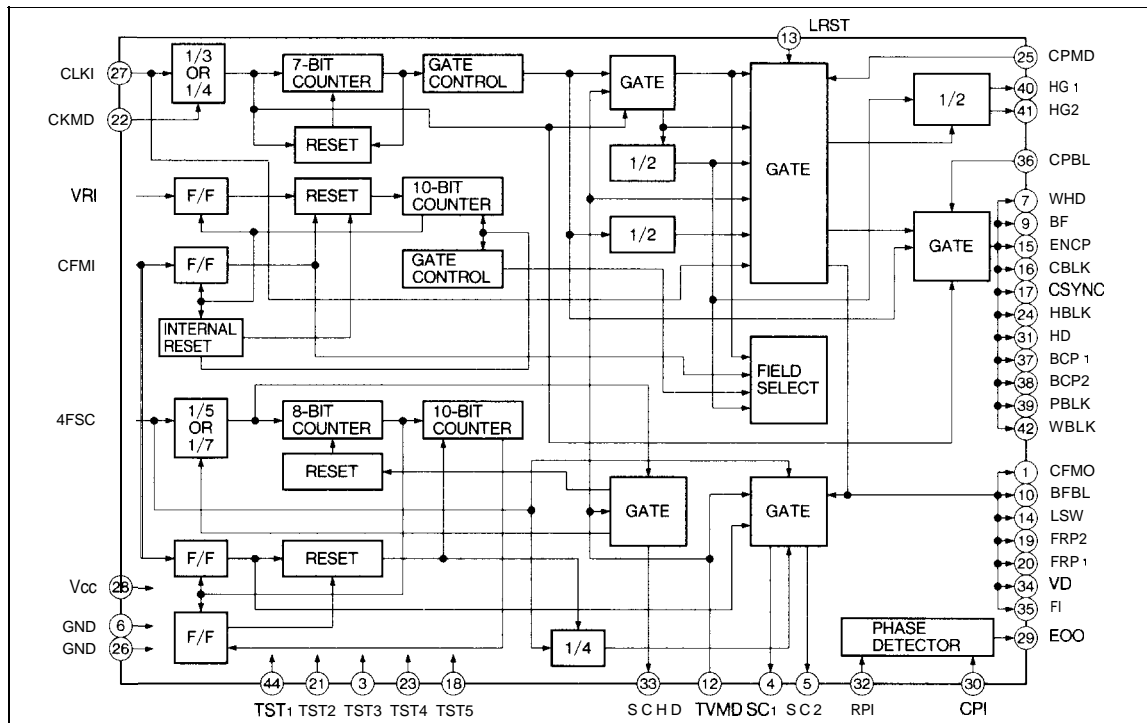 LRST
13
CLKI 27
1/3
OR
1/4
7-BIT
COUNTER
GATE
CONTROL
GATE
25 CPMD
40 HG1
41 HG2
1/2
CKMD
22
RESET
1/2
GATE
36 CPBL
VRI
F/F
RESET
10-BIT
COUNTER
7 WHD
9 BF
1/2
GATE
15 ENCP
CFMI
F/F
GATE
CONTROL
16 CBLK
17 CSYNC
24 HBLK
INTERNAL
RESET
31 HD
37 BCP1
FIELD
SELECT
38 BCP2
39 PBLK
42 WBLK
4FSC
1/5
OR
1/7
8-BIT
COUNTER
10-BIT
COUNTER
RESET
GATE
GATE
1 CFMO
10 BFBL
14 LSW
19 FRP2
20 FRP1
34 VD
35 FI
F/F
RESET
Vcc 28
GND 6
GND 26
F/F
1/4
PHASE
DETECTOR
29 EOO
44 21 3 23 18 33 12 4 5 32 30
TST1 TST2 TST3 TST4 TST5 SCHD TVMD SC1 SC2 RPI CPI